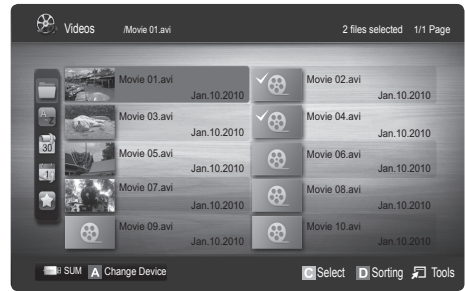 Videos /Movie 01.avi 2 files selected 1/1 Page
Movie 01.avi
Jan.10.2010
Movie 02.avi
Jan.10.2010
Movie 03.avi
Jan.10.2010
Movie 04.avi
Jan.10.2010
Movie 05.avi
Jan.10.2010
Movie 06.avi
Jan.10.2010
Movie 07.avi
Jan.10.2010
Movie 08.avi
Jan.10.2010
Movie 09.avi
Jan.10.2010
Movie 10.avi
Jan.10.2010
30
1
SUM A Change Device C Select D Sorting Tools